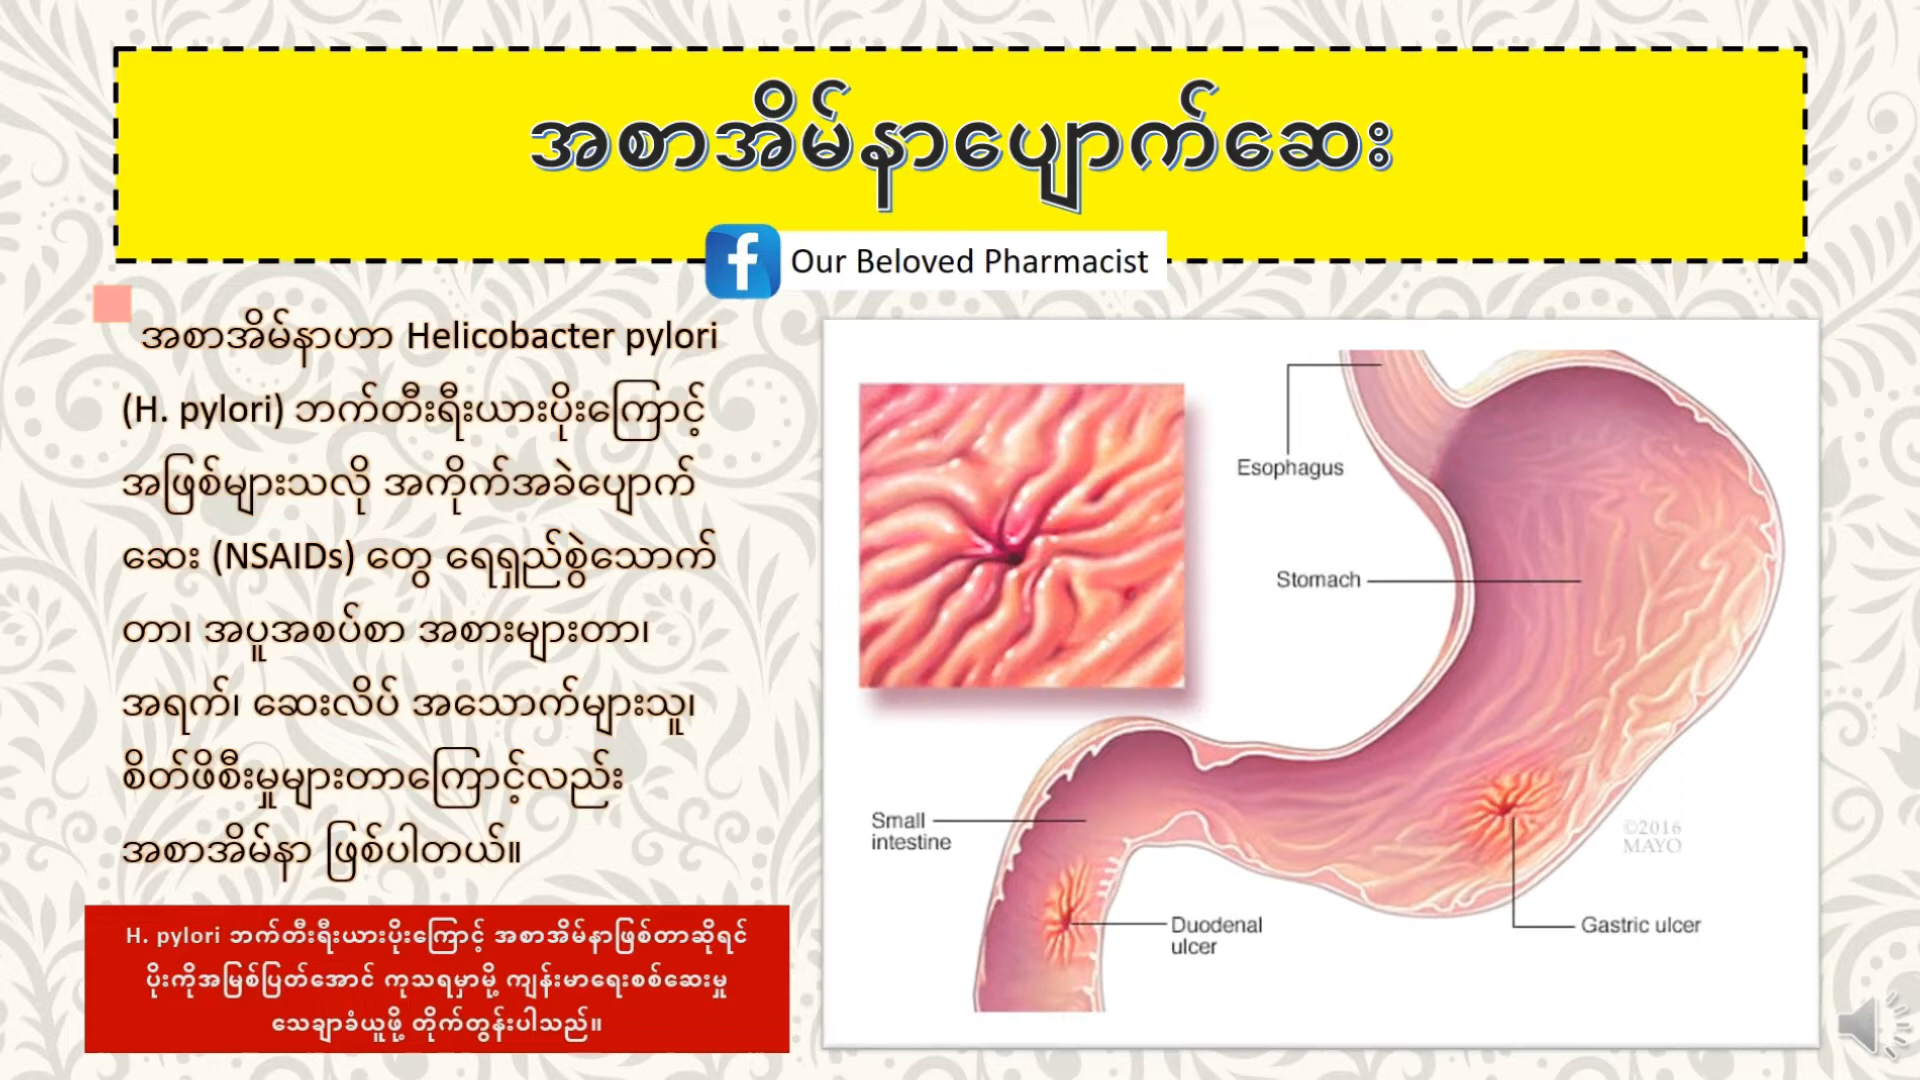 အစာအိမ်နာပျောက်ဆေး
Our Beloved Pharmacist
အစာအိမ်နာဟာ Helicobacter pylori
(H. pylori) ဘက်တီးရီးယားပိုးကြောင့်
အဖြစ်များသလို အကိုက်အခဲပျောက်
ဆေး (NSAIDs) တွေ ရေရှည်စွဲသောက်
တာ၊ အပူအစပ်စာ အစားများတာ၊
အရက်၊ ဆေးလိပ် အသောက်များသူ၊
စိတ်ဖိစီးမှုများတာကြောင့်လည်း
အစာအိမ်နာ ဖြစ်ပါတယ်။
H. pylori ဘက်တီးရီးယားပိုးကြောင့် အစာအိမ်နာဖြစ်တာဆိုရင်
ပိုးကိုအမြစ်ပြတ်အောင် ကုသရမှာမို့ ကျန်းမာရေးစစ်ဆေးမှု
သေချာခံယူဖို့ တိုက်တွန်းပါသည်။
Esophagus
Stomach
Small
intestine
Duodenal
ulcer
Gastric ulcer
©2016
MAYO